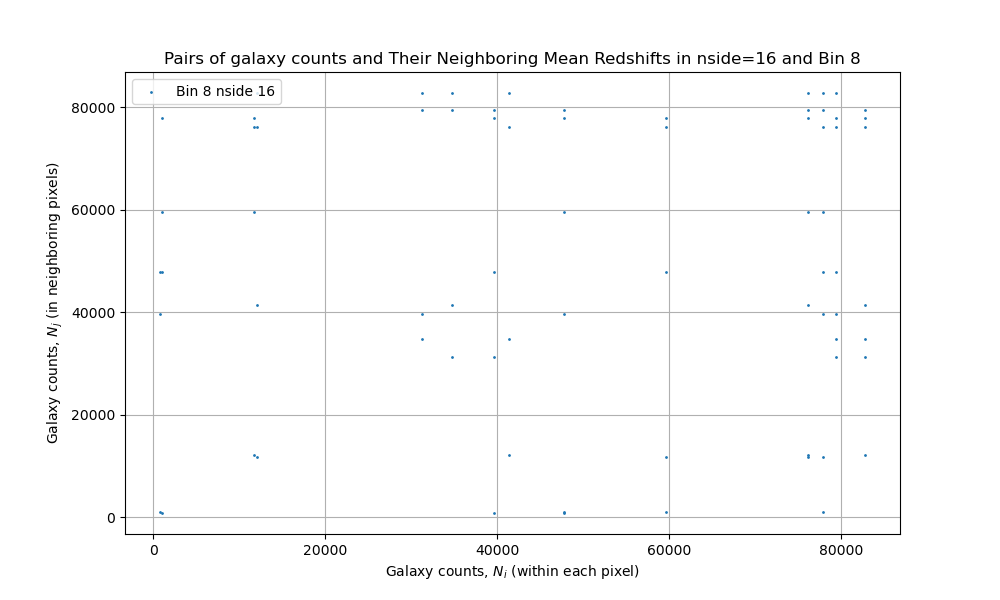 Pairs of galaxy counts and Their Neighboring Mean Redshifts in nside=16 and Bin 8
Bin 8 nside 16
80000
60000
40000
20000
0
Galaxy counts, N_j (in neighboring pixels)
0 20000 40000 60000 80000
Galaxy counts, N_i (within each pixel)